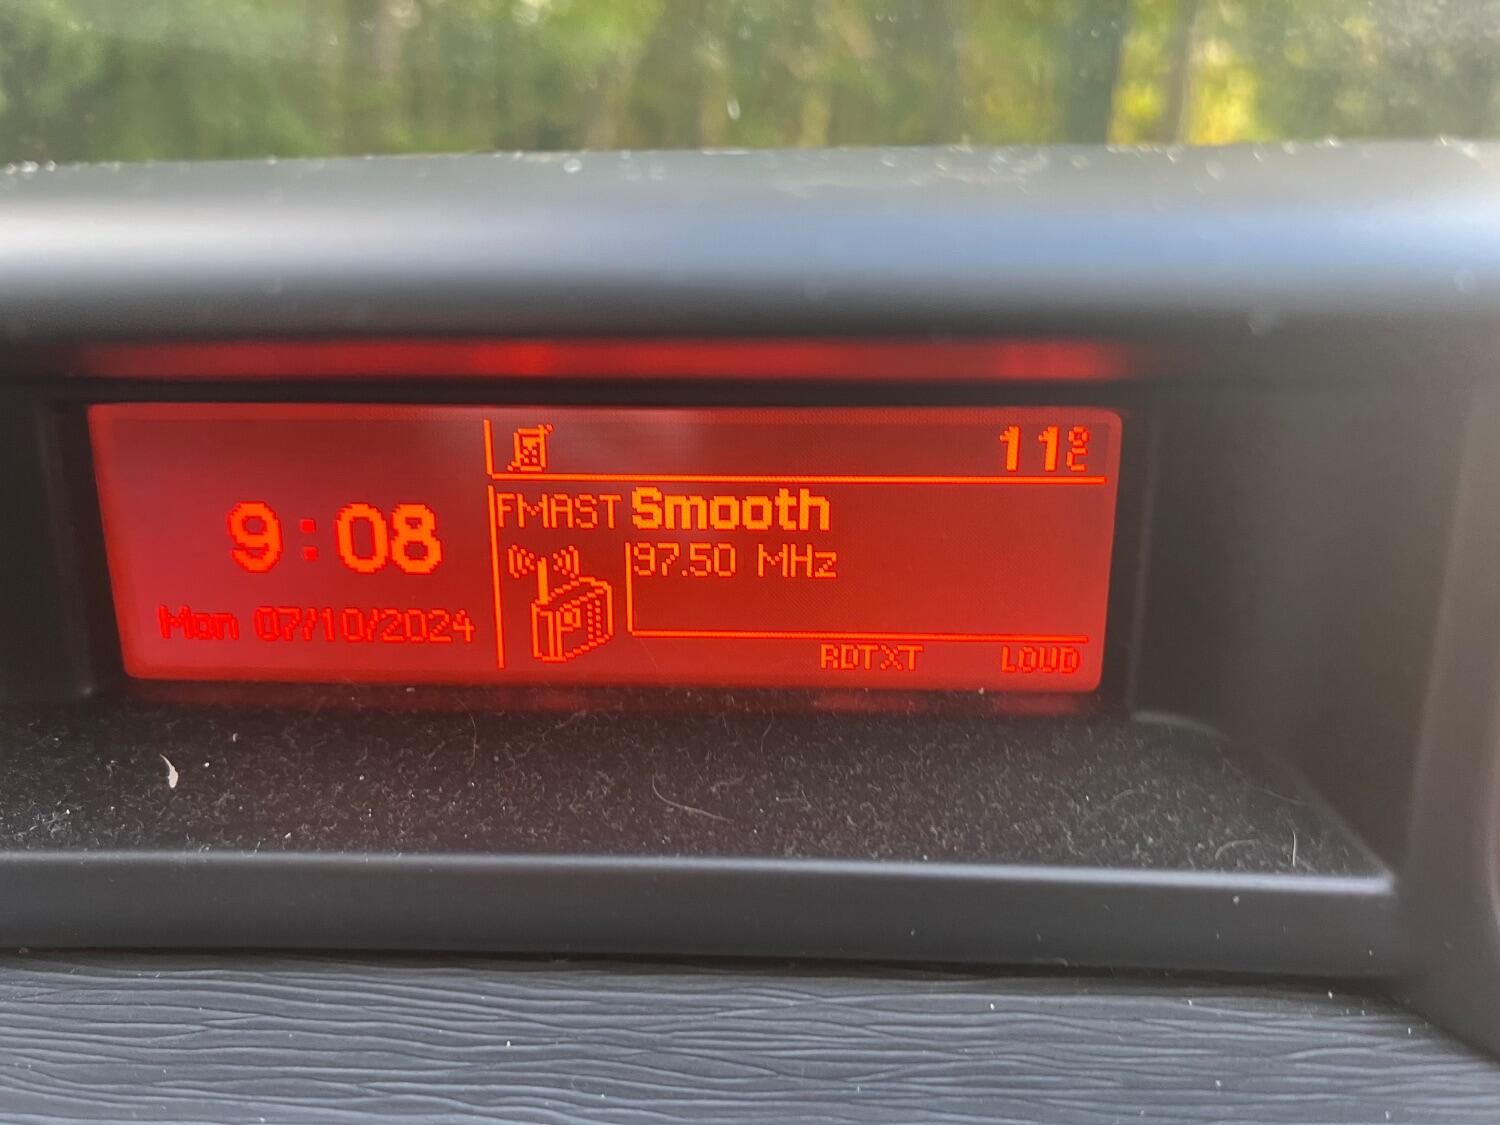 11°C
9:08
Mon 07/10/2024
FMAST Smooth
97.50 MHz
RDTXT LOUD